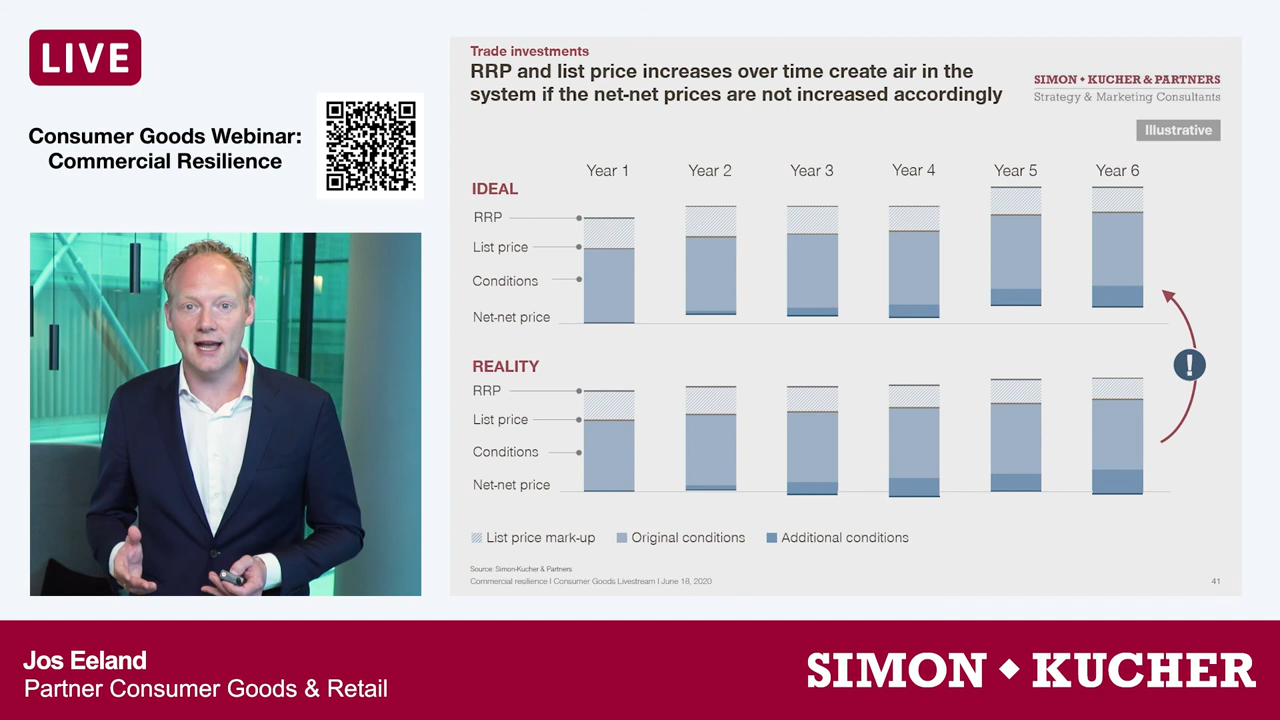 LIVE
Consumer Goods Webinar:
Commercial Resilience
Trade investments
RRP and list price increases over time create air in the
system if the net-net prices are not increased accordingly
SIMON • KUCHER & PARTNERS
Strategy & Marketing Consultants
Illustrative
Year 1 Year 2 Year 3 Year 4 Year 5 Year 6
IDEAL
RRP
List price
Conditions
Net-net price
!
REALITY
RRP
List price
Conditions
Net-net price
List price mark-up Original conditions Additional conditions
Source: Simon-Kucher & Partners
Commercial resilience I Consumer Goods Livestream I June 18, 2020
41
Jos Eeland
Partner Consumer Goods & Retail
SIMON ◆ KUCHER